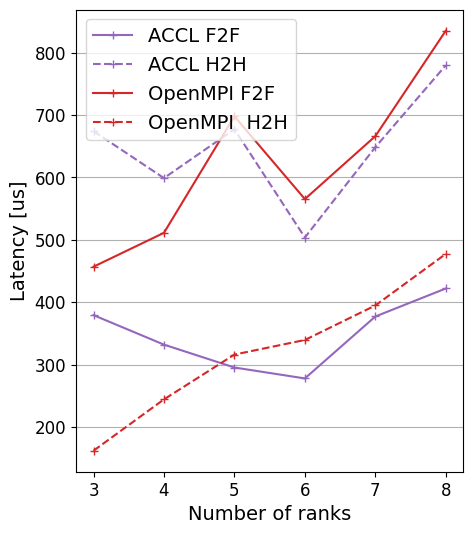 ACCL F2F
ACCL H2H
OpenMPI F2F
OpenMPI  H2H
800
700
600
500
400
300
200
Latency [us]
3 4 5 6 7 8
Number of ranks